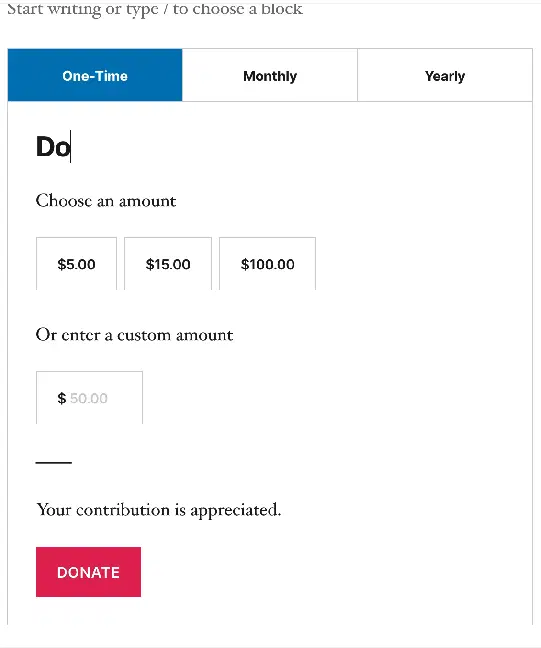 Start writing or type / to choose a block
One-Time Monthly Yearly
Do
Choose an amount
$5.00 $15.00 $100.00
Or enter a custom amount
$ 50.00
Your contribution is appreciated.
DONATE